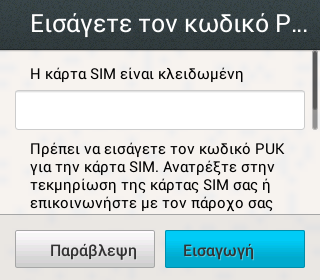 Εισάγετε τον κωδικό P...
Η κάρτα SIM είναι κλειδωμένη
Πρέπει να εισάγετε τον κωδικό PUK
για την κάρτα SIM. Ανατρέξτε στην
τεκμηρίωση της κάρτας SIM σας ή
επικοινωνήστε με τον πάροχο σας
Παράβλεψη
Εισαγωγή